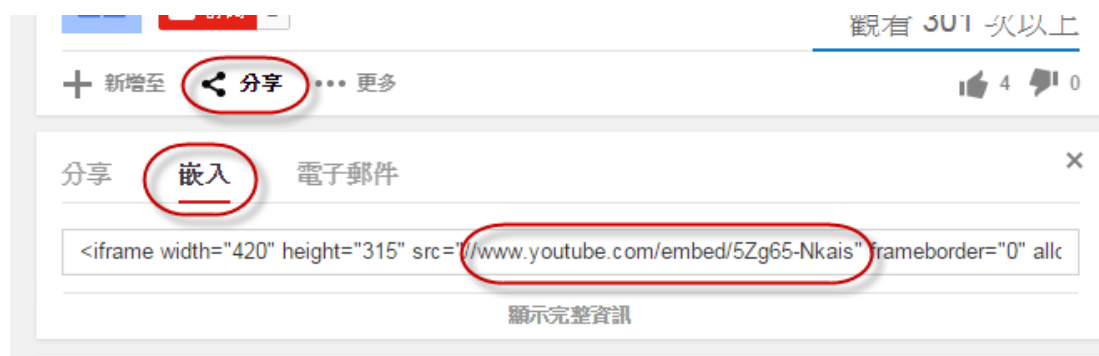 觀看 301 次以上
新增至 分享 更多 4 0
分享 嵌入 電子郵件
<iframe width="420" height="315" src="//www.youtube.com/embed/5Zg65-Nkais" frameborder="0" allo
顯示完整資訊